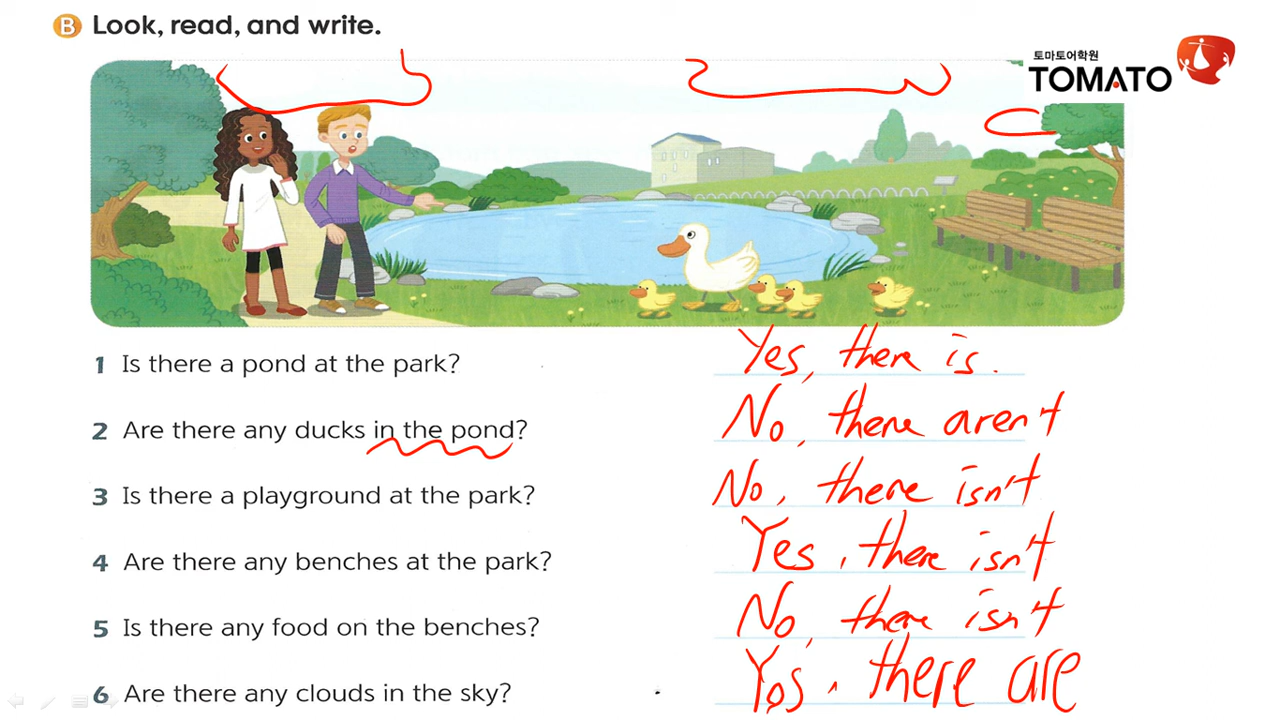 B Look, read, and write.
토마토어학원
TOMATO
1 Is there a pond at the park? Yes, there is.
2 Are there any ducks in the pond? No, there aren't
3 Is there a playground at the park? No, there isn't
4 Are there any benches at the park? Yes, there isn't
5 Is there any food on the benches? No, there isn't
6 Are there any clouds in the sky? Yes, there are